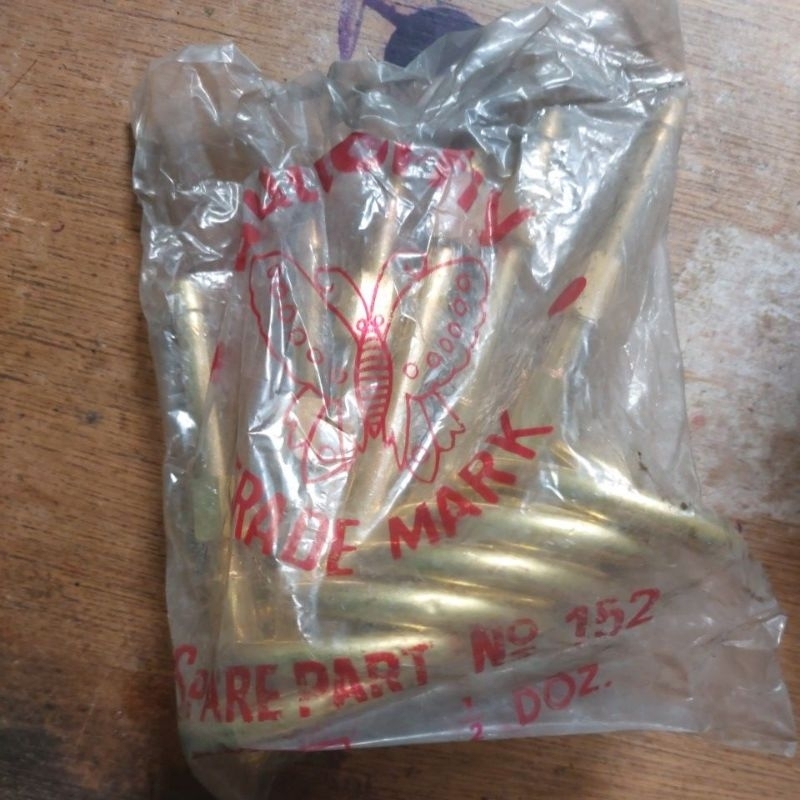 TRADE MARK
SPARE PART Nº 152
½ DOZ.